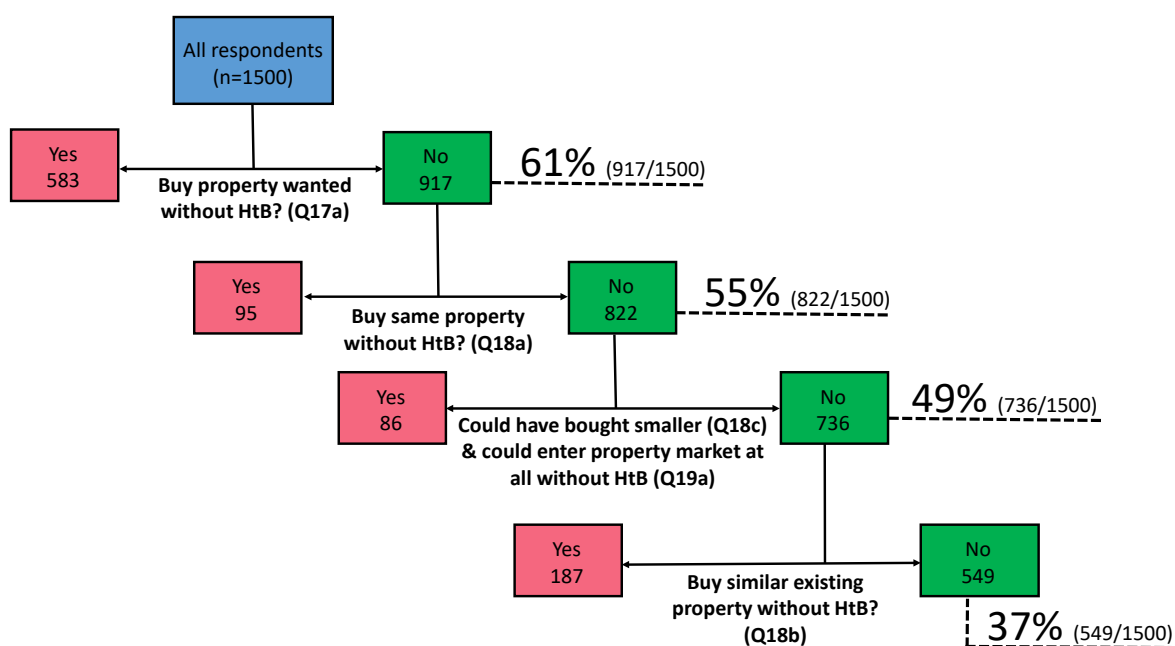 All respondents
(n=1500)
Yes
583
No
917
61% (917/1500)
Buy property wanted
without HtB? (Q17a)
Yes
95
No
822
55% (822/1500)
Buy same property
without HtB? (Q18a)
Yes
86
No
736
49% (736/1500)
Could have bought smaller (Q18c)
& could enter property market at
all without HtB (Q19a)
Yes
187
No
549
Buy similar existing
property without HtB?
(Q18b)
37% (549/1500)